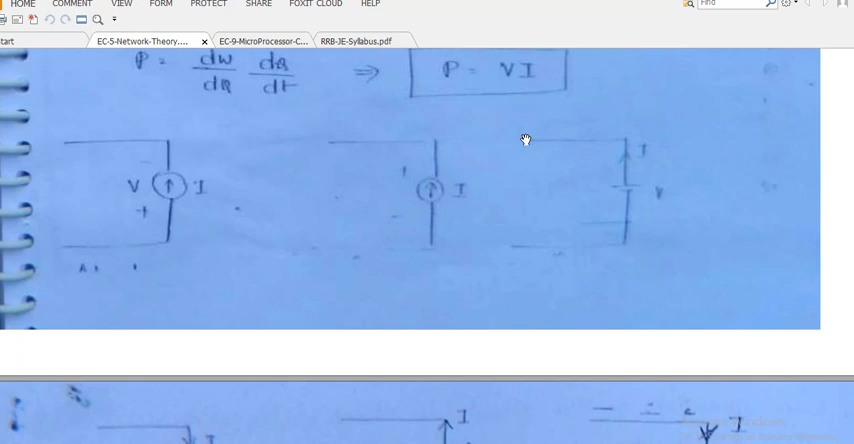 HOME COMMENT VIEW FORM PROTECT SHARE FOXIT CLOUD HELP Find
tart EC-5-Network-Theory.... × EC-9-MicroProcessor-C... RRB-JE-Syllabus.pdf
P = dW/dQ dQ/dt ⇒ P = VI
-
V I
+
I
-
I
V
I
I
I